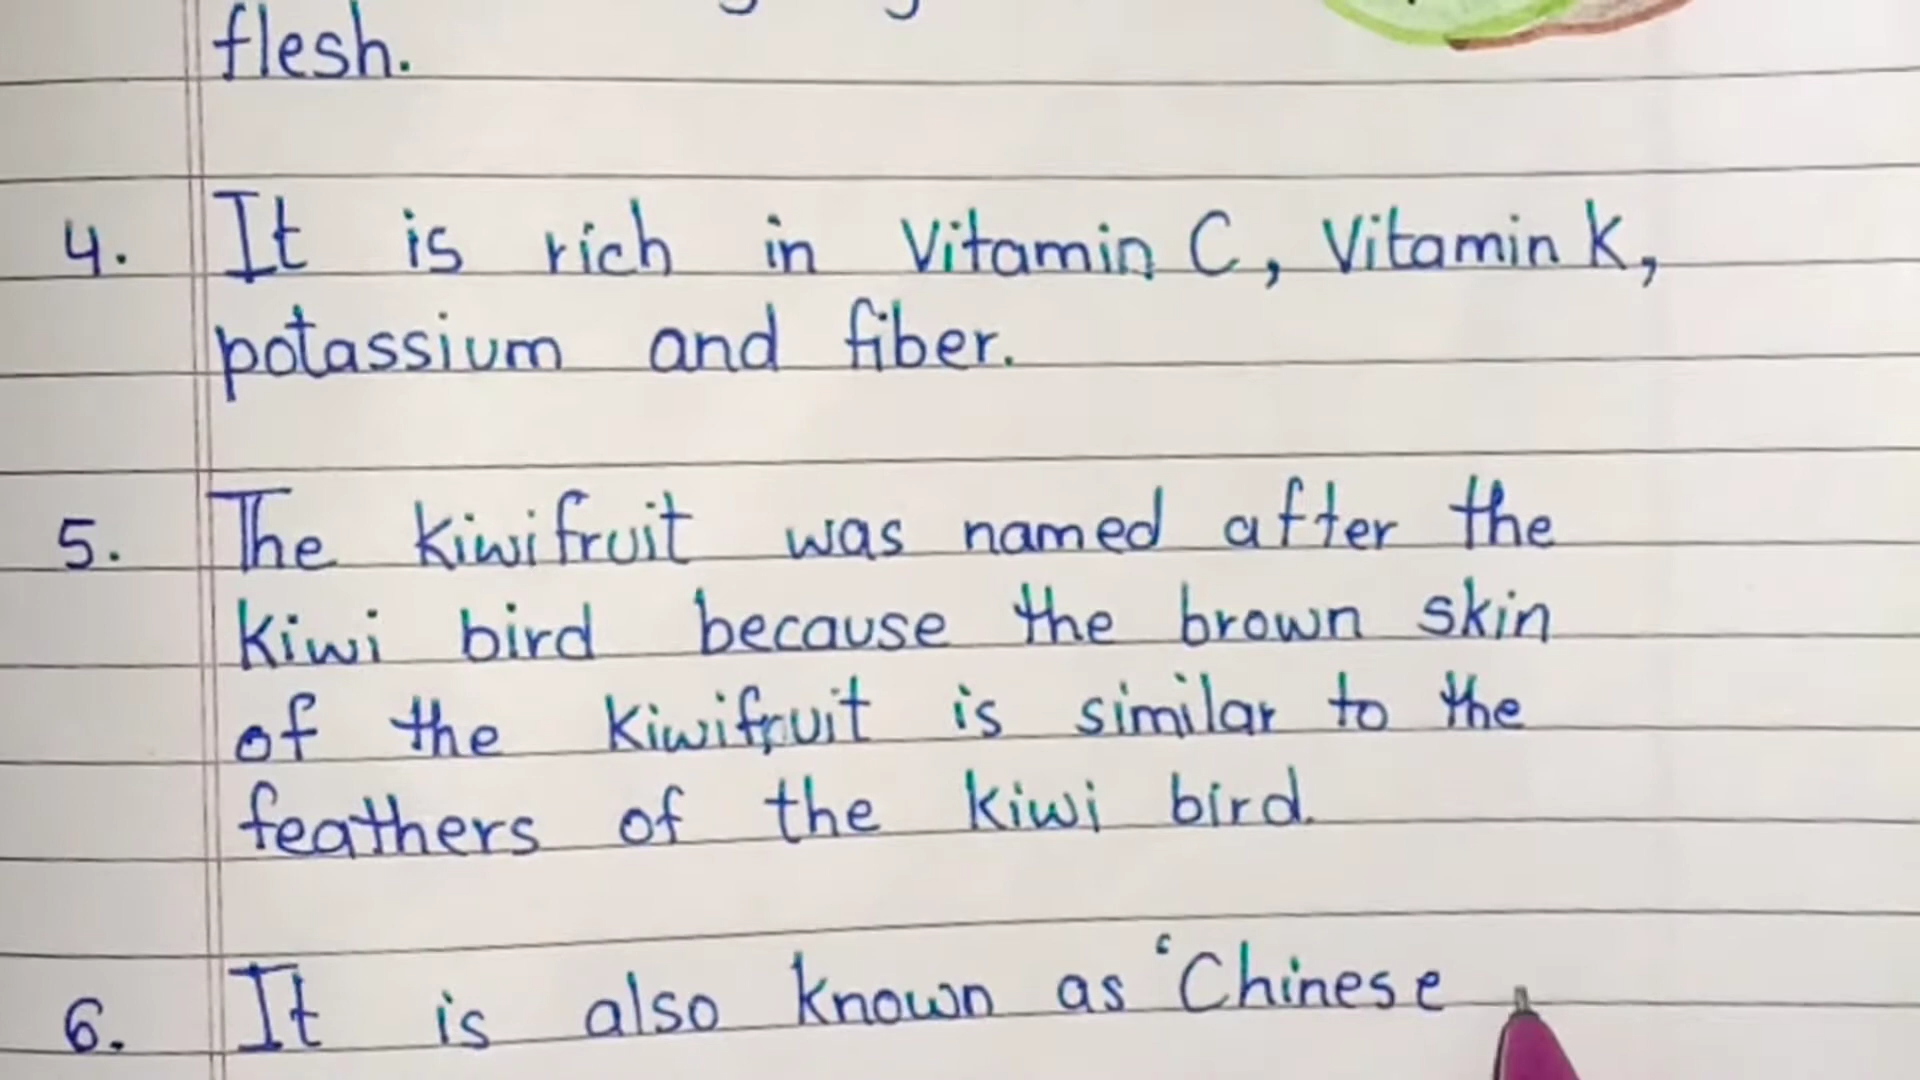 flesh.
4. It is rich in Vitamin C, Vitamin K,
potassium and fiber.
5. The kiwifruit was named after the
kiwi bird because the brown skin
of the kiwifruit is similar to the
feathers of the kiwi bird.
6. It is also known as 'Chinese